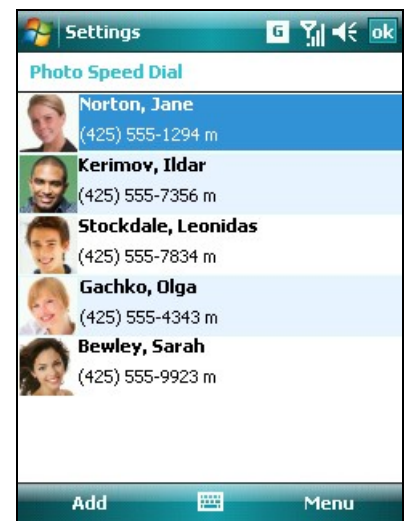 Settings
G
ok
Photo Speed Dial
Norton, Jane
(425) 555-1294 m
Kerimov, Ildar
(425) 555-7356 m
Stockdale, Leonidas
(425) 555-7834 m
Gachko, Olga
(425) 555-4343 m
Bewley, Sarah
(425) 555-9923 m
Add
Menu